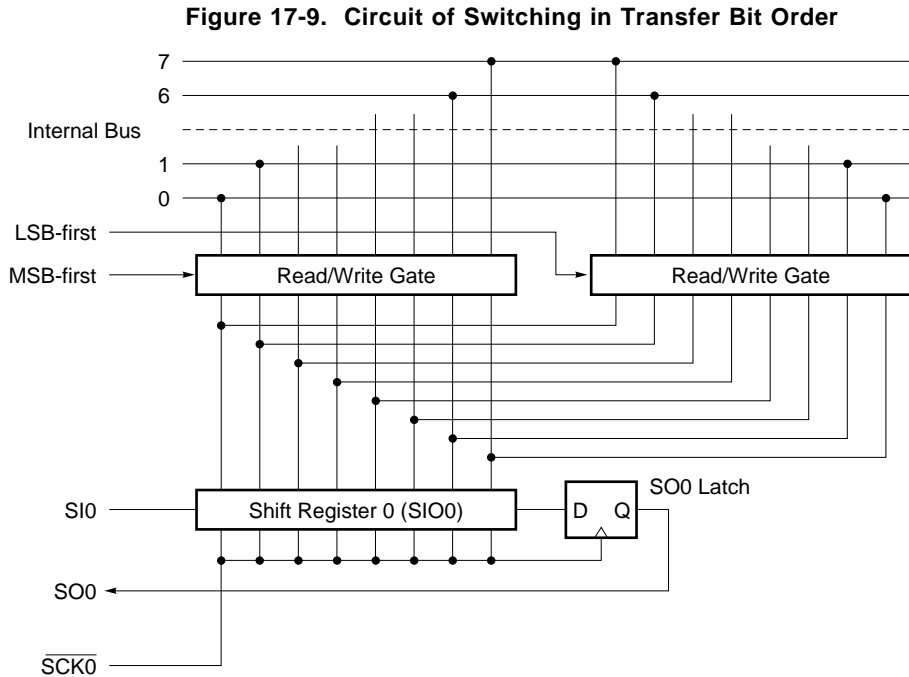 Figure 17-9. Circuit of Switching in Transfer Bit Order
7
6
Internal Bus
1
0
LSB-first
MSB-first
Read/Write Gate
Read/Write Gate
SO0 Latch
SI0
Shift Register 0 (SIO0)
D
Q
SO0
SCK0